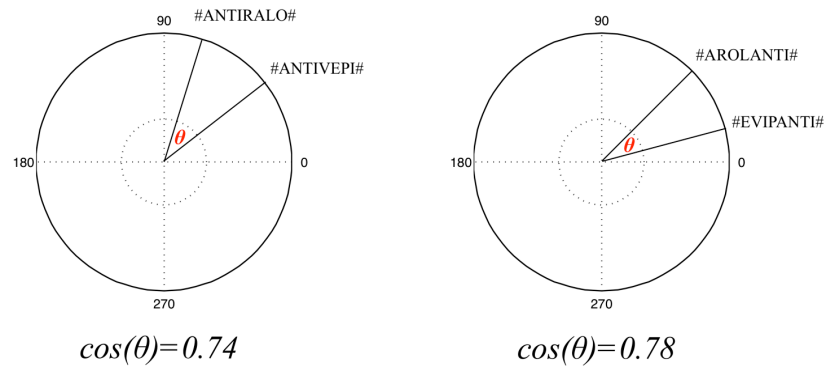 90
#ANTIRALO#
#ANTIVEPI#
θ
180
0
270
cos(θ)=0.74
90
#AROLANTI#
#EVIPANTI#
θ
180
0
270
cos(θ)=0.78